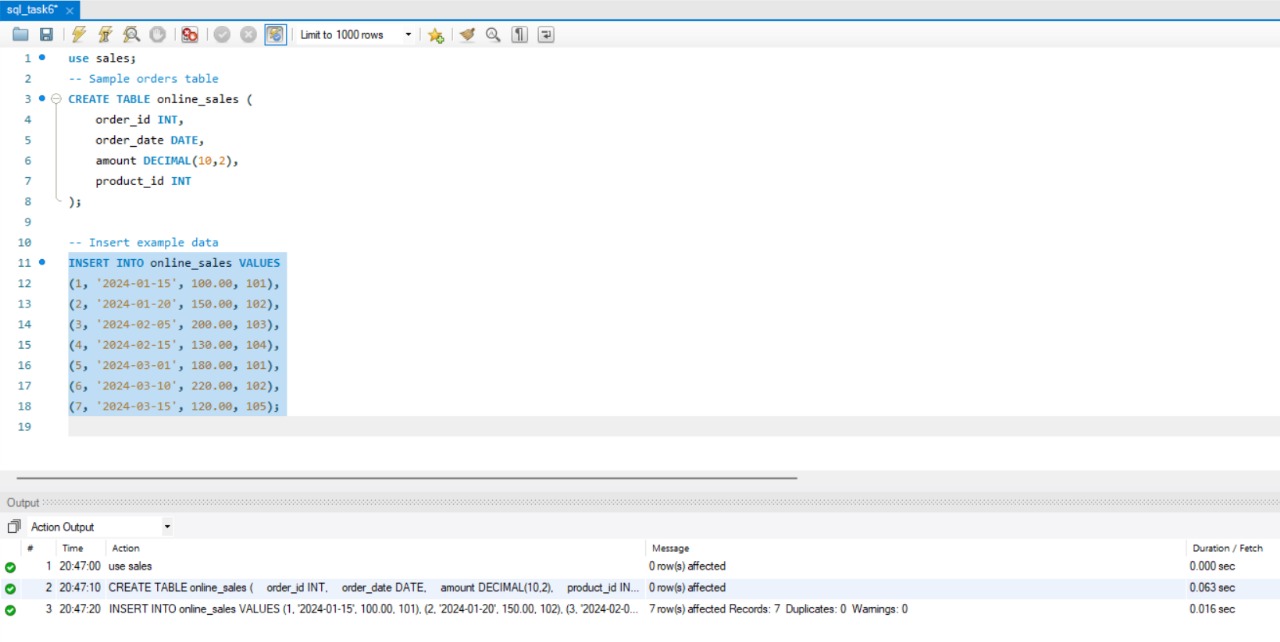 sql_task6*
Limit to 1000 rows
1 use sales;
2 -- Sample orders table
3 CREATE TABLE online_sales (
4 order_id INT,
5 order_date DATE,
6 amount DECIMAL(10,2),
7 product_id INT
8 );
9
10 -- Insert example data
11 INSERT INTO online_sales VALUES
12 (1, '2024-01-15', 100.00, 101),
13 (2, '2024-01-20', 150.00, 102),
14 (3, '2024-02-05', 200.00, 103),
15 (4, '2024-02-15', 130.00, 104),
16 (5, '2024-03-01', 180.00, 101),
17 (6, '2024-03-10', 220.00, 102),
18 (7, '2024-03-15', 120.00, 105);
19
Output
Action Output
# Time Action Message Duration / Fetch
1 20:47:00 use sales 0 row(s) affected 0.000 sec
2 20:47:10 CREATE TABLE online_sales ( order_id INT, order_date DATE, amount DECIMAL(10,2), product_id IN... 0 row(s) affected 0.063 sec
3 20:47:20 INSERT INTO online_sales VALUES (1, '2024-01-15', 100.00, 101), (2, '2024-01-20', 150.00, 102), (3, '2024-02-0... 7 row(s) affected Records: 7 Duplicates: 0 Warnings: 0 0.016 sec